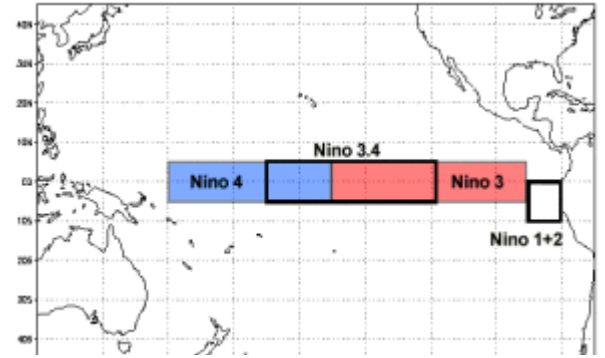 40N
30N
20N
10N
Nino 3.4
Nino 4
Nino 3
EQ
10S
Nino 1+2
20S
30S
40S